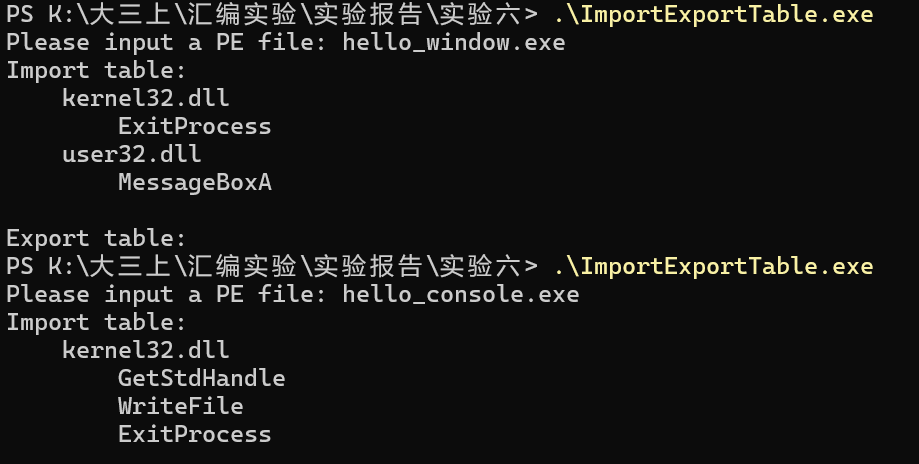 PS K:\大三上\汇编实验\实验报告\实验六> .\ImportExportTable.exe
Please input a PE file: hello_window.exe
Import table:
    kernel32.dll
        ExitProcess
    user32.dll
        MessageBoxA

Export table:
PS K:\大三上\汇编实验\实验报告\实验六> .\ImportExportTable.exe
Please input a PE file: hello_console.exe
Import table:
    kernel32.dll
        GetStdHandle
        WriteFile
        ExitProcess